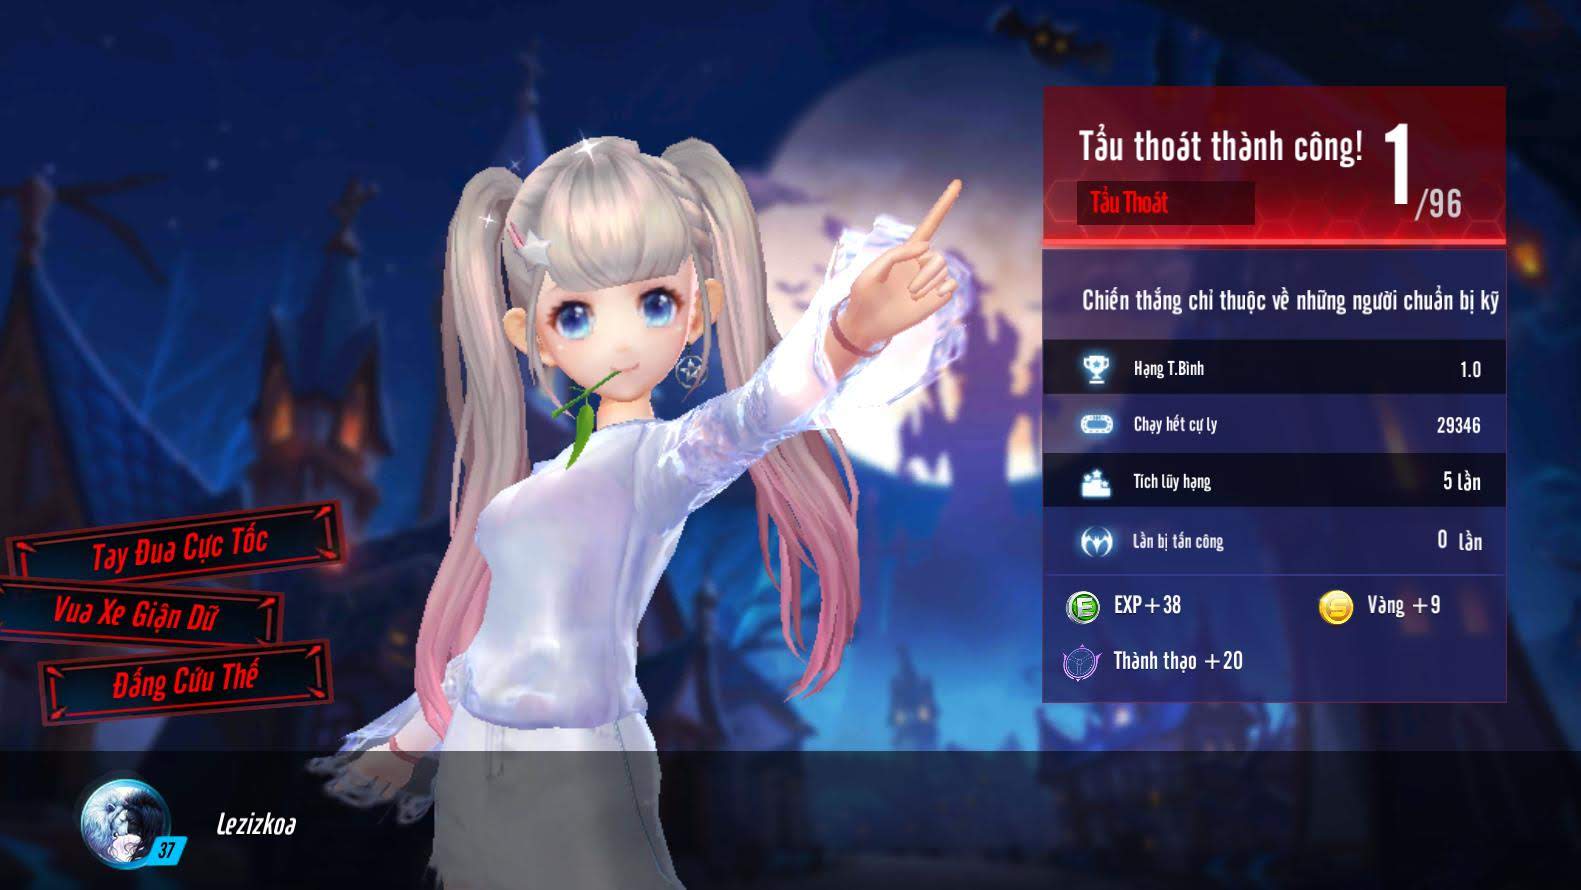 Tẩu thoát thành công!
1/96
Tẩu Thoát
Chiến thắng chỉ thuộc về những người chuẩn bị kỹ
Hạng T.Bình 1.0
Chạy hết cự ly 29346
Tích lũy hạng 5 lần
Lần bị tấn công 0 lần
EXP+38 Vàng +9
Thành thạo +20
Tay Đua Cực Tốc
Vua Xe Giận Dữ
Đấng Cứu Thế
37 Lezizkoa